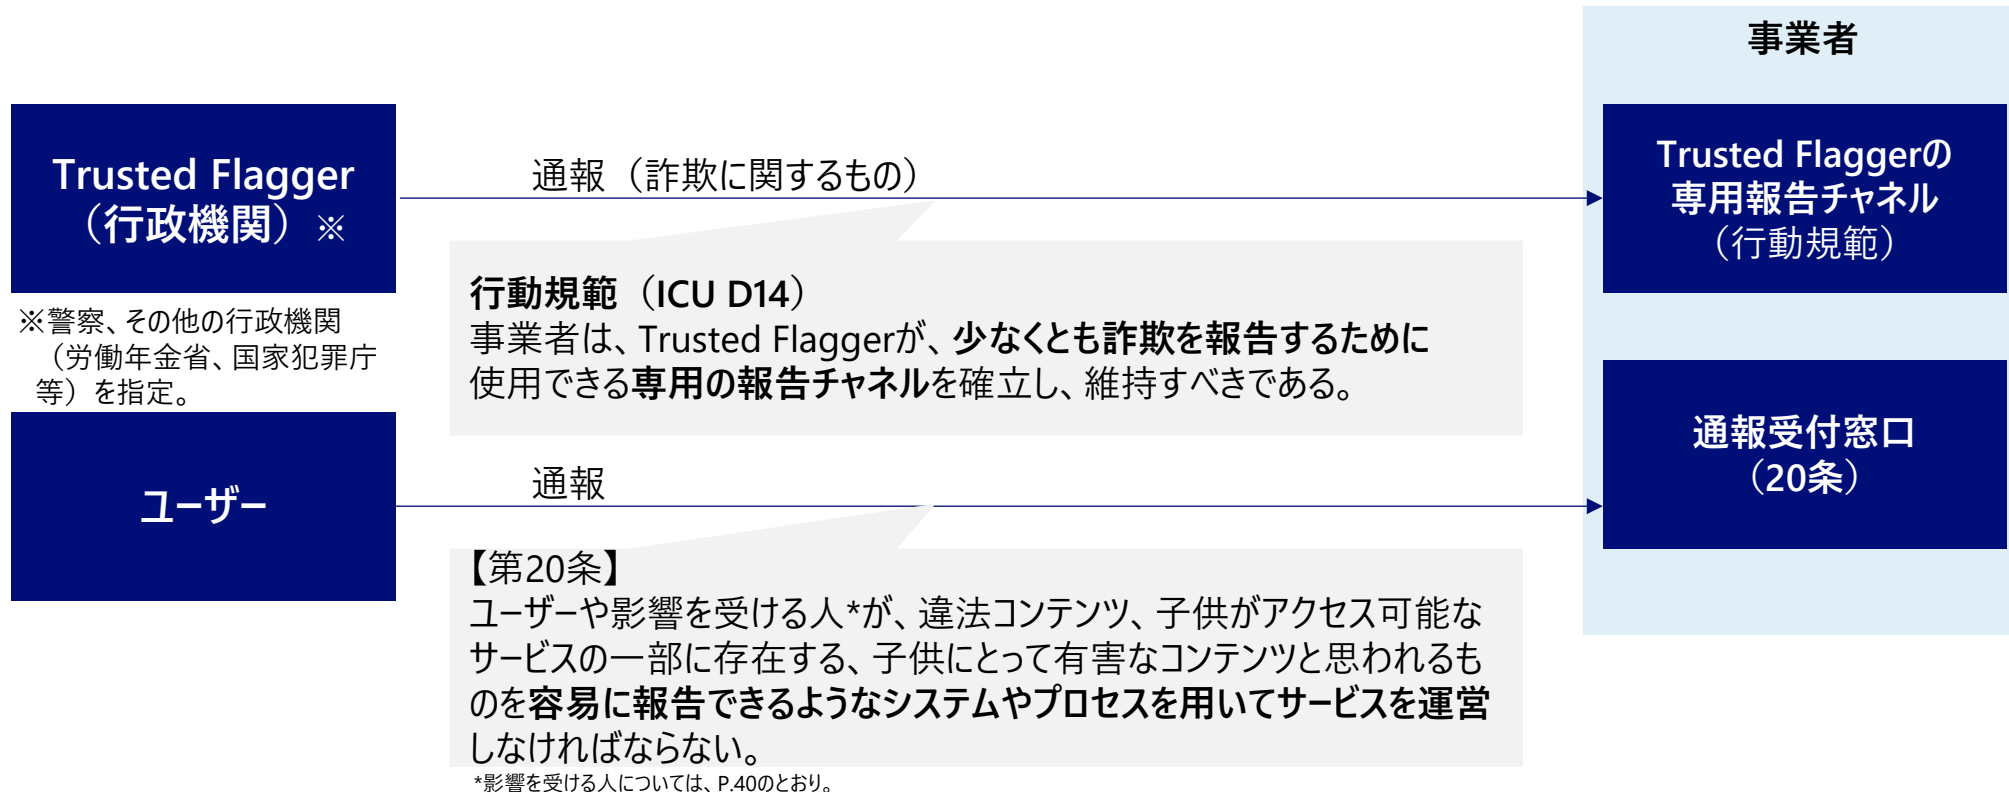 事業者
Trusted Flagger
（行政機関）※
通報（詐欺に関するもの）
Trusted Flaggerの
専用報告チャネル
（行動規範）
※警察、その他の行政機関
（労働年金省、国家犯罪庁
等）を指定。
行動規範（ICU D14）
事業者は、Trusted Flaggerが、少なくとも詐欺を報告するために
使用できる専用の報告チャネルを確立し、維持すべきである。
ユーザー
通報
通報受付窓口
（20条）
【第20条】
ユーザーや影響を受ける人*が、違法コンテンツ、子供がアクセス可能な
サービスの一部に存在する、子供にとって有害なコンテンツと思われるも
のを容易に報告できるようなシステムやプロセスを用いてサービスを運営
しなければならない。
*影響を受ける人については、P.40のとおり。